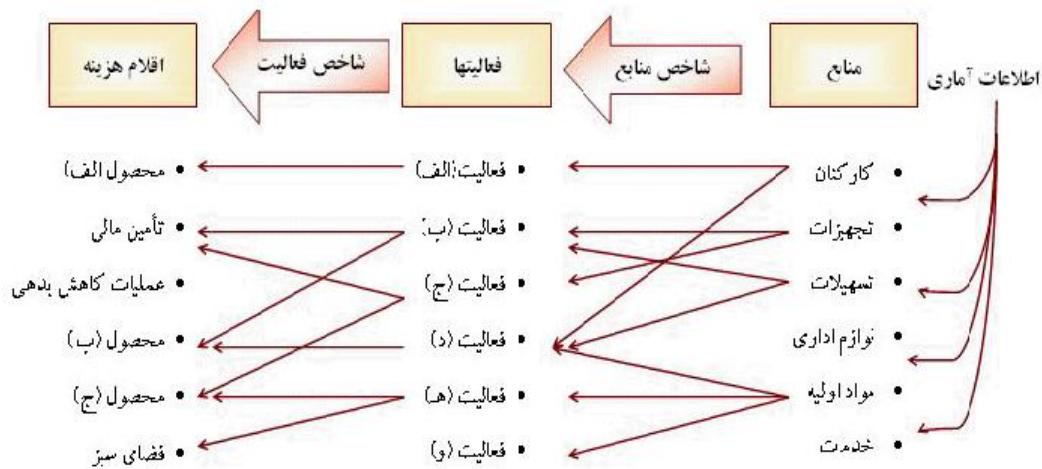 اطلاعات آماری
منابع
شاخص منابع
فعالیتها
شاخص فعالیت
اقلام هزینه
• کارکنان
• تجهیزات
• تسهیلات
• نوازم اداری
• مواد اولیه
• خدمت
• فعالیت (الف)
• فعالیت (ب)
• فعالیت (ج)
• فعالیت (د)
• فعالیت (هـ)
• فعالیت (و)
• محصول الف)
• تأمین مالی
• عملیات کاهش بدهی
• محصول (ب)
• محصول (ج)
• فضای سبز